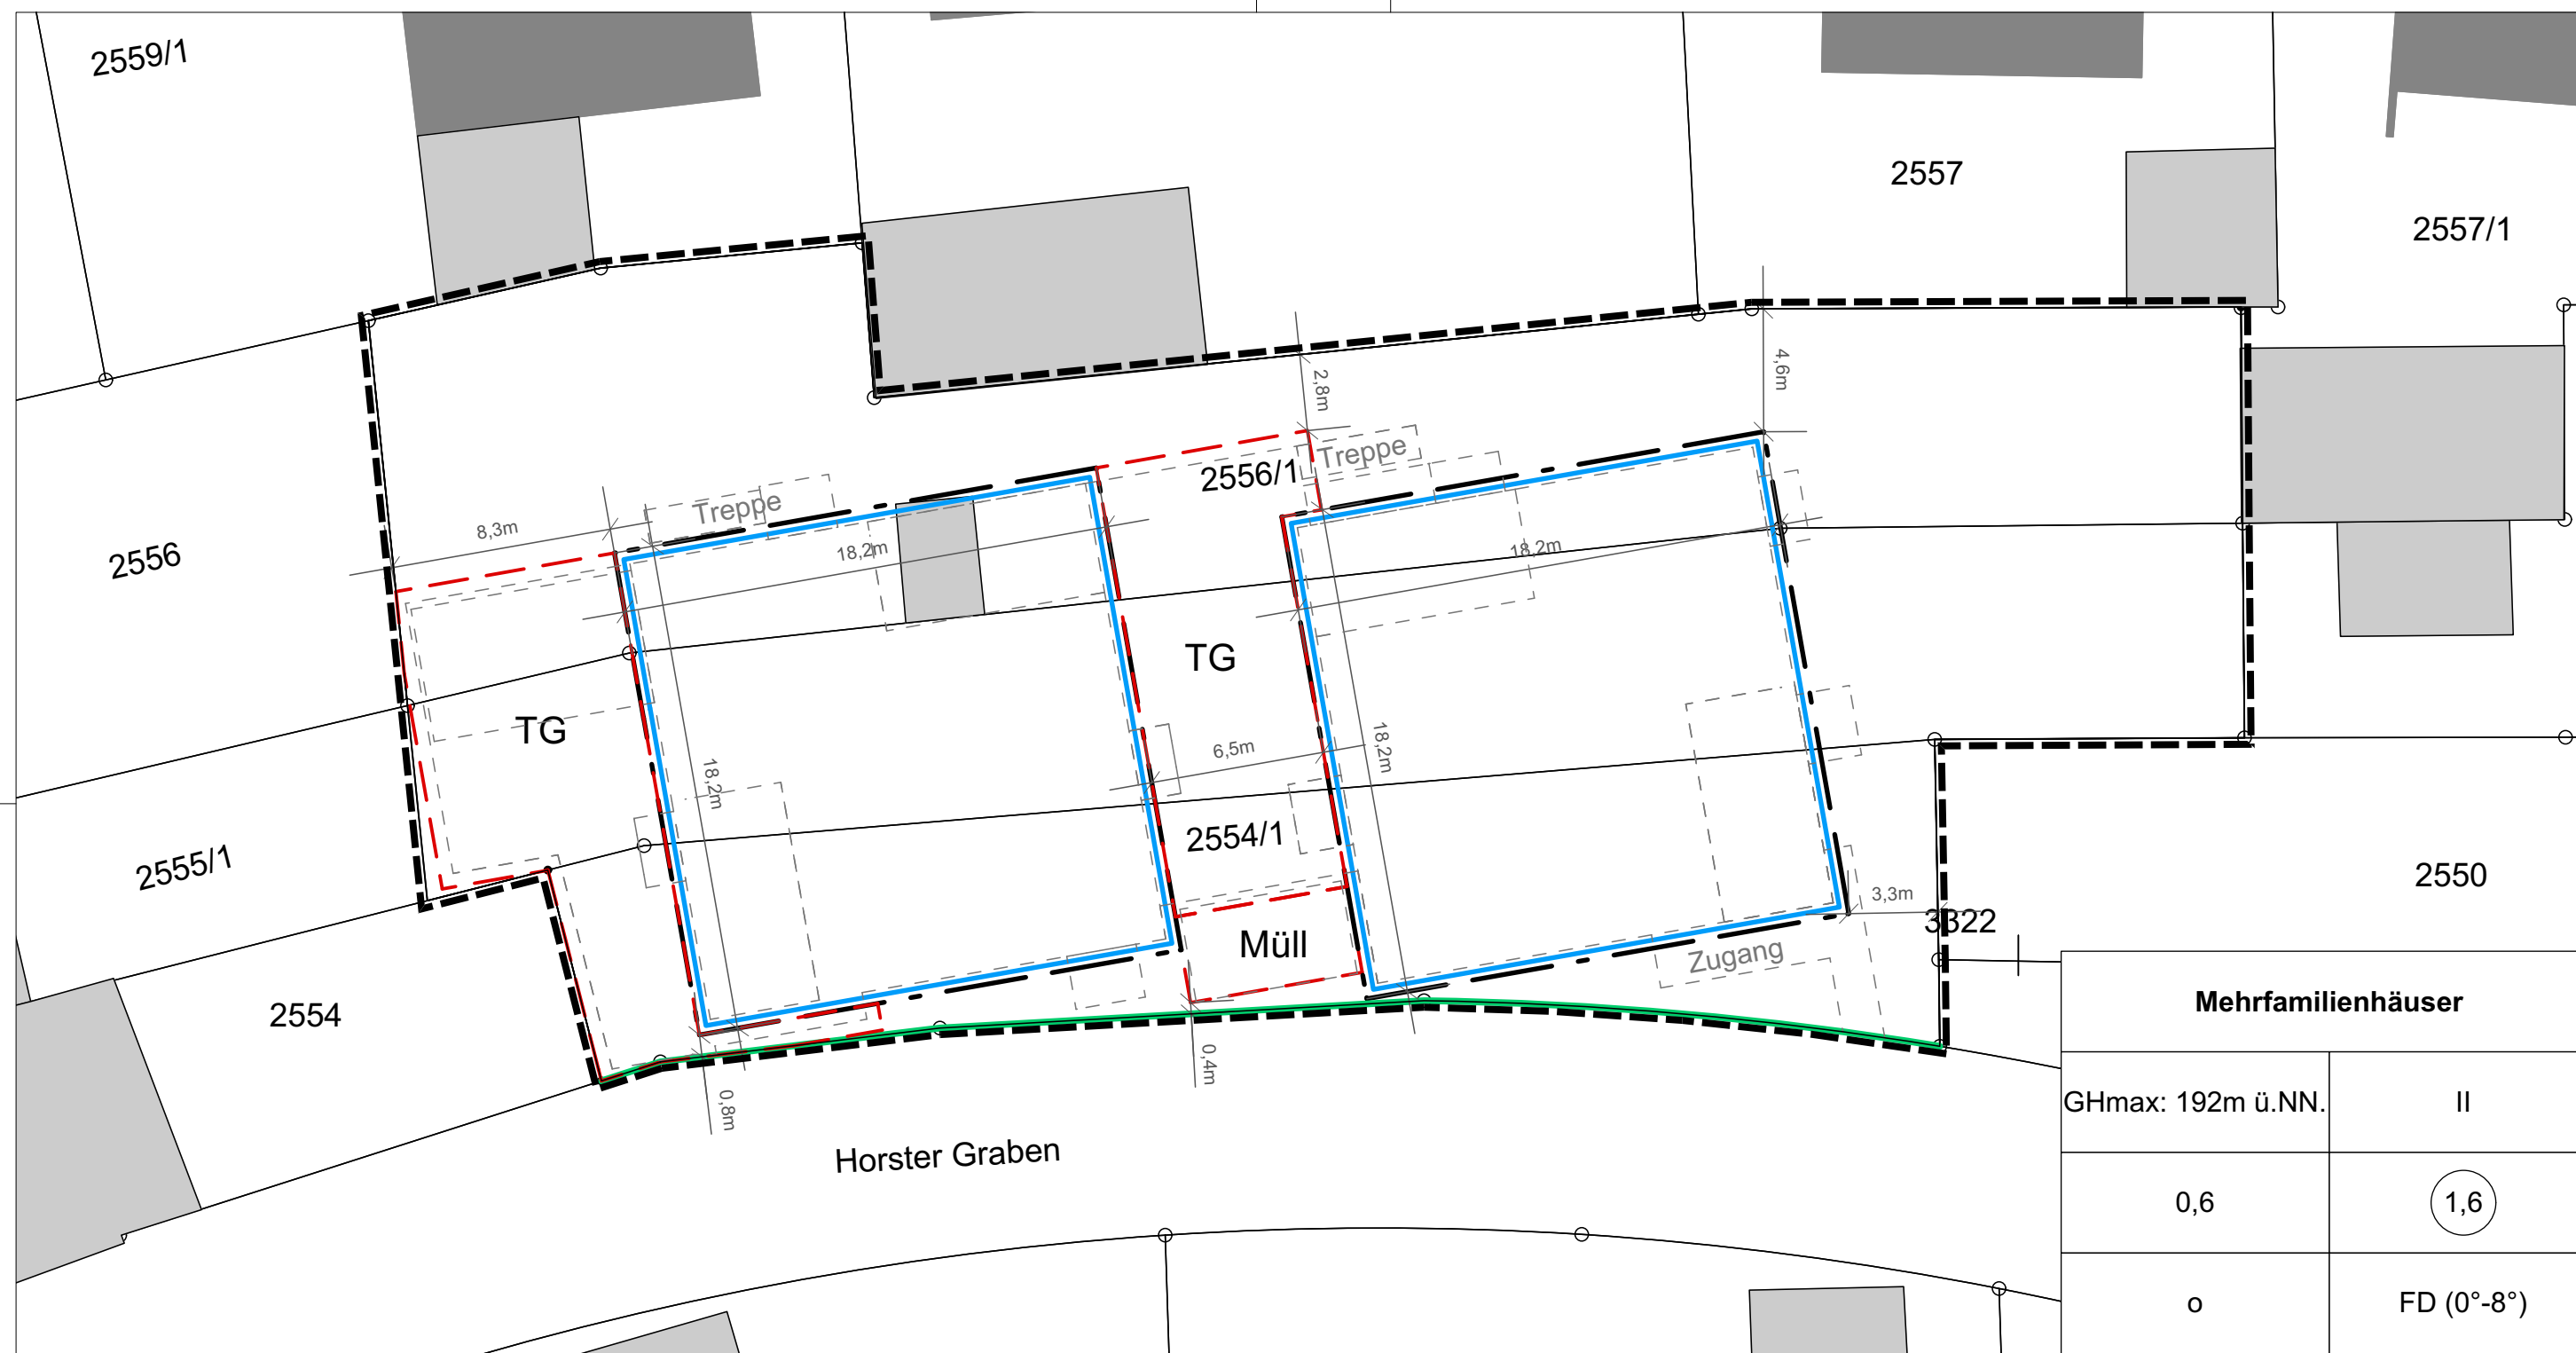 2559/1
2557
2557/1
4,6m
2,8m
Treppe
2556/1
Treppe
8,3m
18,2m
18,2m
2556
TG
TG
6,5m
18,2m
18,2m
2554/1
2555/1
2550
3,3m
3322
Müll
Zugang
2554
0,4m
0,8m
Horster Graben
Mehrfamilienhäuser
GHmax: 192m ü.NN.
II
0,6
1,6
o
FD (0°-8°)